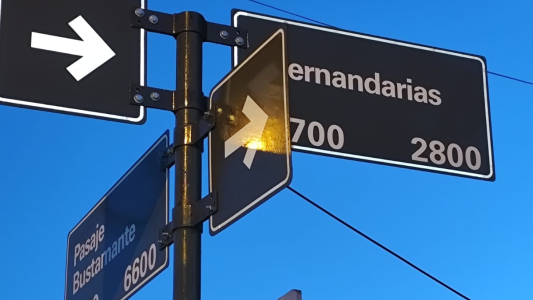 ernandarias
700 2800
Pasaje
Bustamante
6600